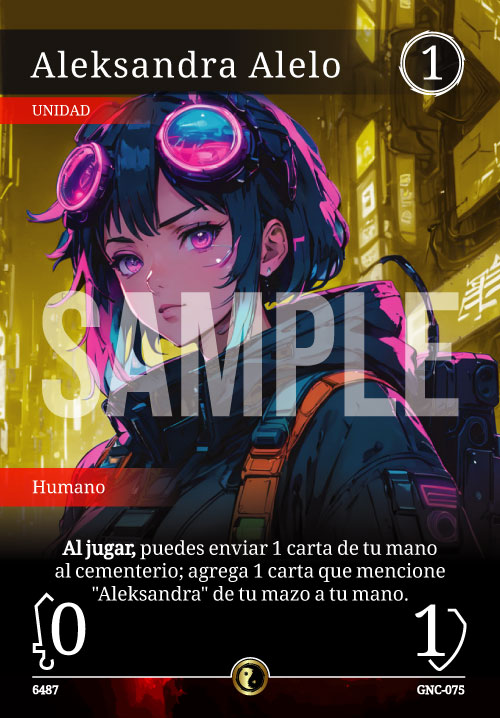 Aleksandra Alelo
1
UNIDAD
SAMPLE
Humano
Al jugar, puedes enviar 1 carta de tu mano
al cementerio; agrega 1 carta que mencione
"Aleksandra" de tu mazo a tu mano.
0
1
6487
GNC-075